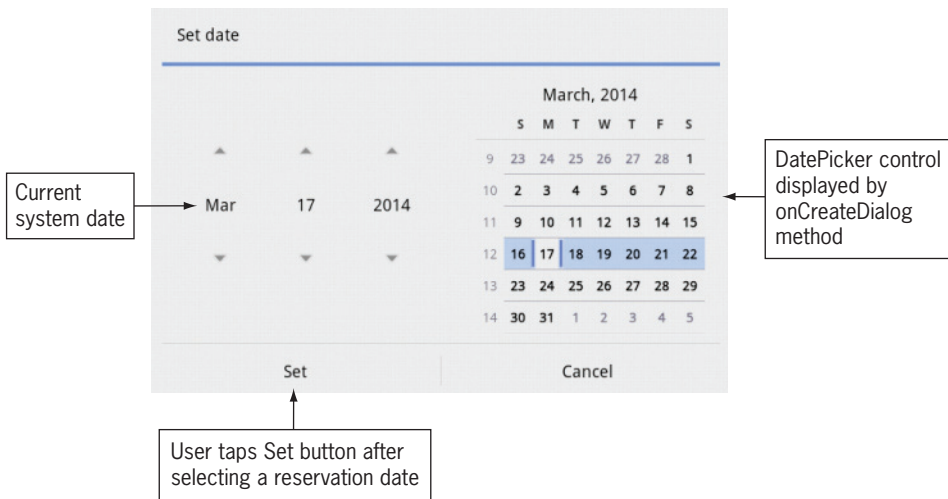 Set date
March, 2014
S M T W T F S
9 23 24 25 26 27 28 1
10 2 3 4 5 6 7 8
11 9 10 11 12 13 14 15
12 16 17 18 19 20 21 22
13 23 24 25 26 27 28 29
14 30 31 1 2 3 4 5
Mar 17 2014
Set
Cancel
Current
system date
DatePicker control
displayed by
onCreateDialog
method
User taps Set button after
selecting a reservation date